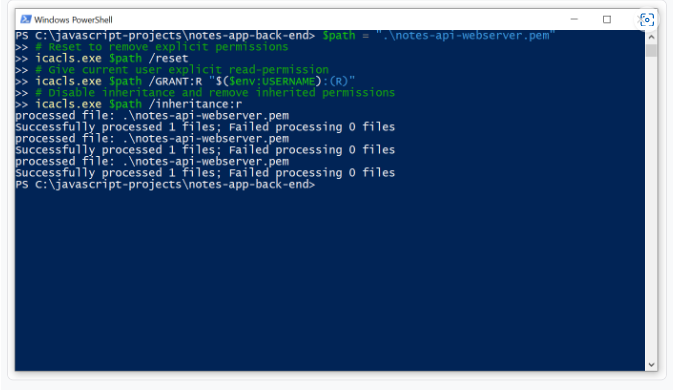 Windows PowerShell
PS C:\javascript-projects\notes-app-back-end> $path = ".\notes-api-webserver.pem"
>> # Reset to remove explicit permissions
>> icacls.exe $path /reset
>> # Give current user explicit read-permission
>> icacls.exe $path /GRANT:R "$($env:USERNAME):(R)"
>> # Disable inheritance and remove inherited permissions
>> icacls.exe $path /inheritance:r
processed file: .\notes-api-webserver.pem
Successfully processed 1 files; Failed processing 0 files
processed file: .\notes-api-webserver.pem
Successfully processed 1 files; Failed processing 0 files
processed file: .\notes-api-webserver.pem
Successfully processed 1 files; Failed processing 0 files
PS C:\javascript-projects\notes-app-back-end>